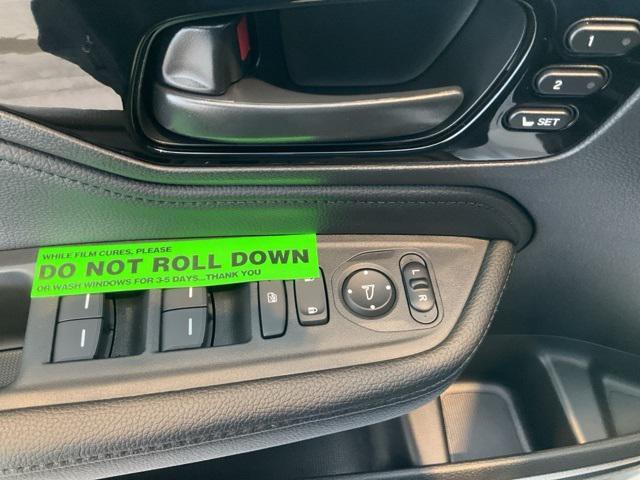 1
2
SET
WHILE FILM CURES, PLEASE
DO NOT ROLL DOWN
OR WASH WINDOWS FOR 3-5 DAYS...THANK YOU
L
R